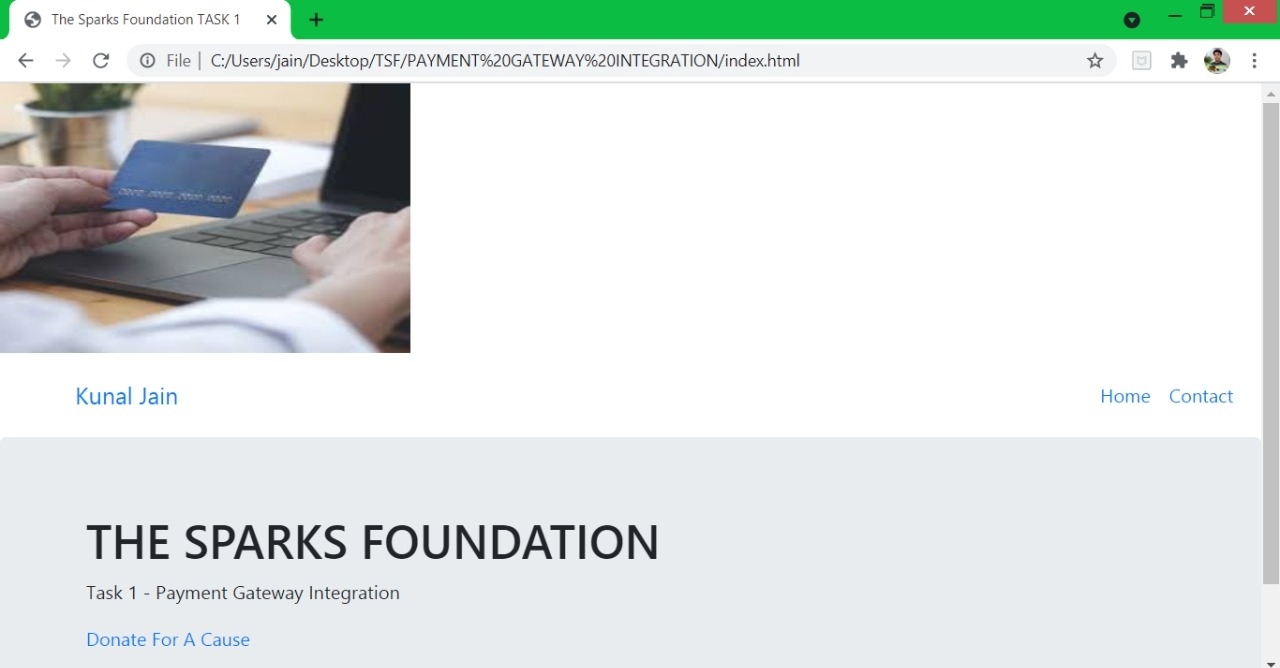 The Sparks Foundation TASK 1
File | C:/Users/jain/Desktop/TSF/PAYMENT%20GATEWAY%20INTEGRATION/index.html
Kunal Jain
Home Contact
THE SPARKS FOUNDATION
Task 1 - Payment Gateway Integration
Donate For A Cause